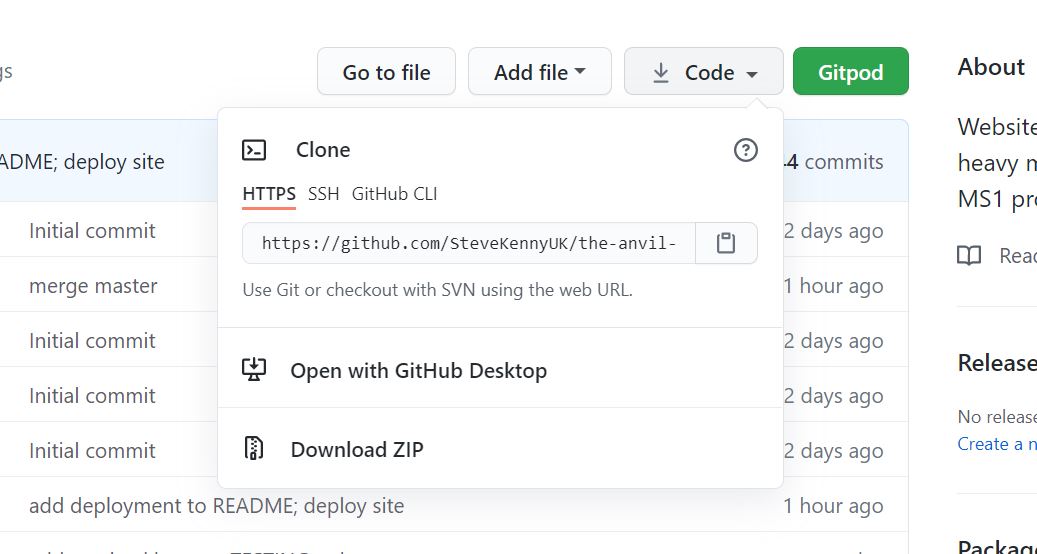 Go to file
Add file
Code
Gitpod
About
Clone
HTTPS SSH GitHub CLI
https://github.com/SteveKennyUK/the-anvil-
Use Git or checkout with SVN using the web URL.
Open with GitHub Desktop
Download ZIP
README; deploy site
4 commits
Initial commit
2 days ago
merge master
1 hour ago
Initial commit
2 days ago
Initial commit
2 days ago
Initial commit
2 days ago
add deployment to README; deploy site
1 hour ago
Website
heavy m
MS1 pro
Read
Release
No release
Create a n
Package